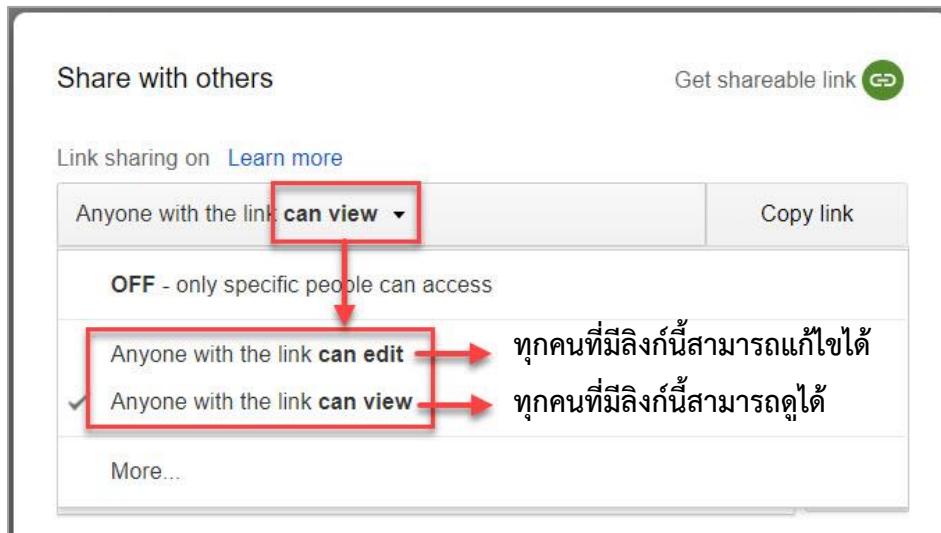 Share with others
Get shareable link
Link sharing on Learn more
Anyone with the link can view
Copy link
OFF - only specific people can access
Anyone with the link can edit
ทุกคนที่มีลิงก์นี้สามารถแก้ไขได้
Anyone with the link can view
ทุกคนที่มีลิงก์นี้สามารถดูได้
More...